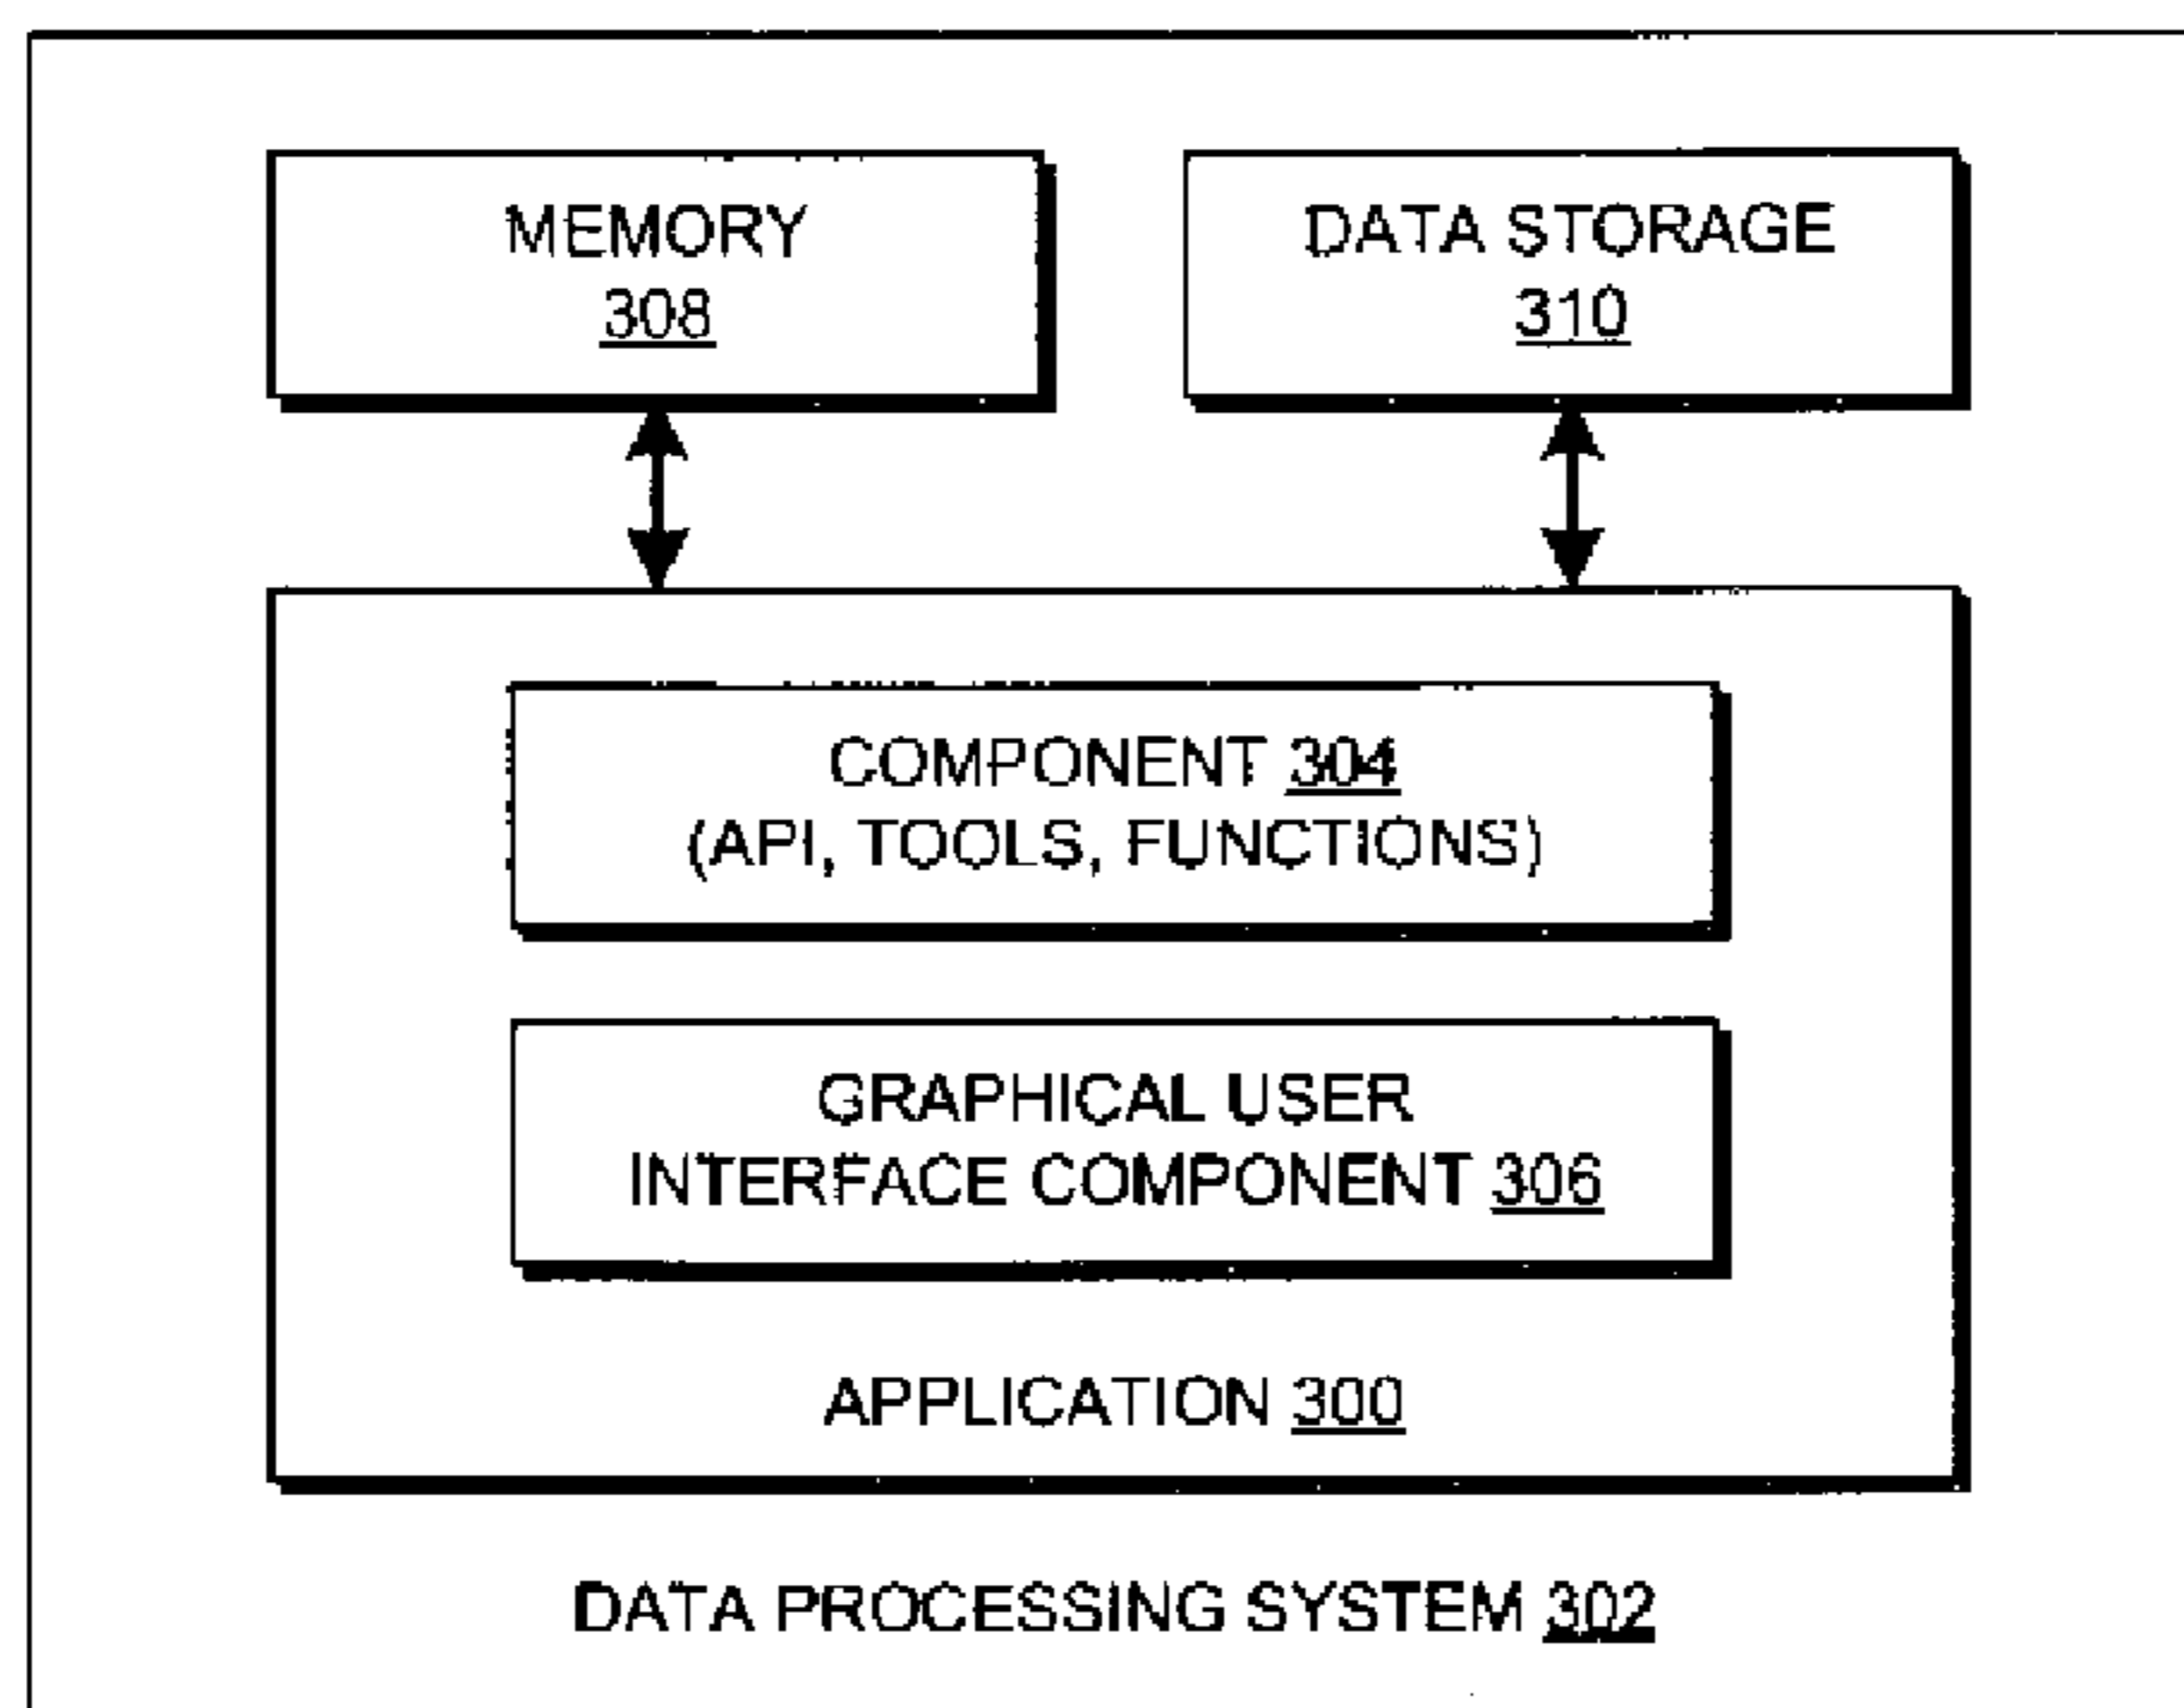 MEMORY
308
DATA STORAGE
310
COMPONENT 304
(API, TOOLS, FUNCTIONS)
GRAPHICAL USER
INTERFACE COMPONENT 306
APPLICATION 300
DATA PROCESSING SYSTEM 302